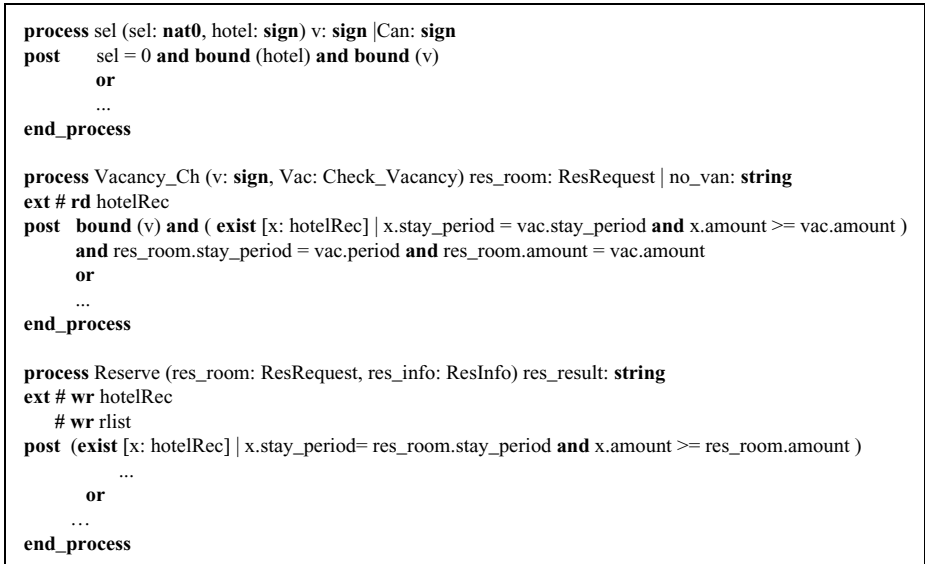 process sel (sel: nat0, hotel: sign) v: sign |Can: sign
post sel = 0 and bound (hotel) and bound (v)
or
...
end_process
process Vacancy_Ch (v: sign, Vac: Check_Vacancy) res_room: ResRequest | no_van: string
ext # rd hotelRec
post bound (v) and ( exist [x: hotelRec] | x.stay_period = vac.stay_period and x.amount >= vac.amount )
and res_room.stay_period = vac.period and res_room.amount = vac.amount
or
...
end_process
process Reserve (res_room: ResRequest, res_info: ResInfo) res_result: string
ext # wr hotelRec
# wr rlist
post (exist [x: hotelRec] | x.stay_period= res_room.stay_period and x.amount >= res_room.amount )
...
or
…
end_process